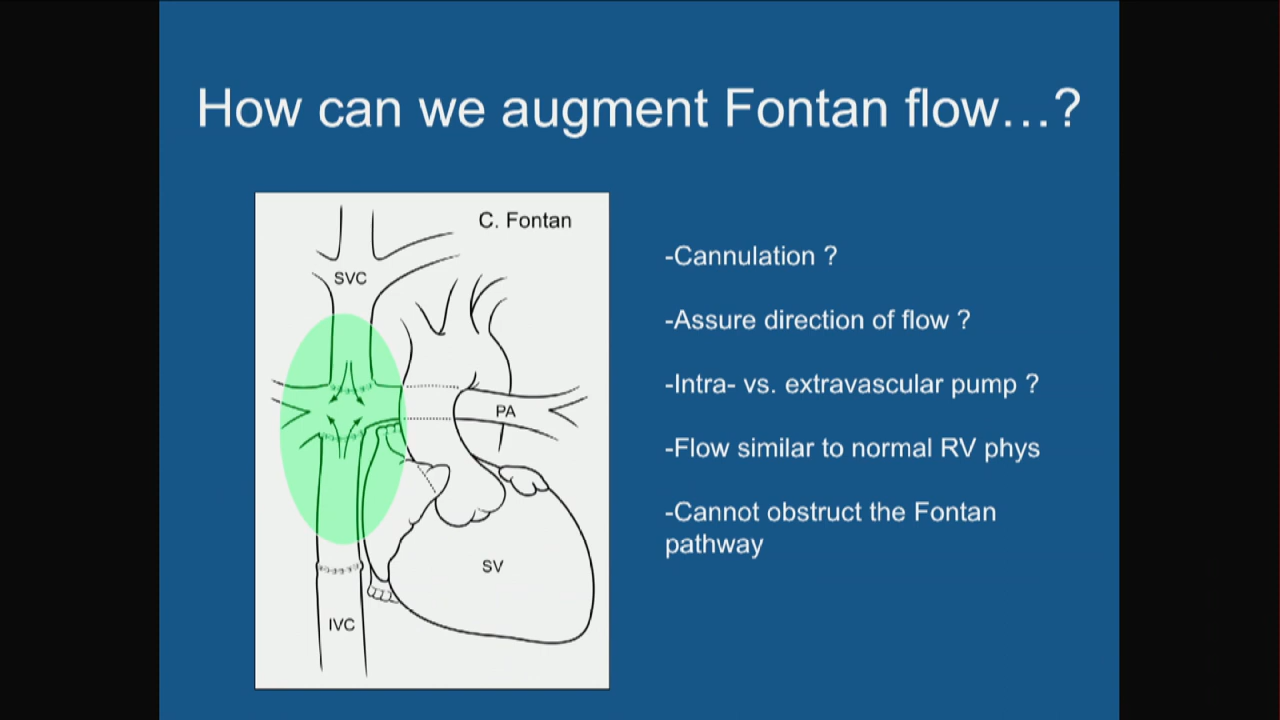 How can we augment Fontan flow…?
C. Fontan
SVC
PA
SV
IVC
-Cannulation ?
-Assure direction of flow ?
-Intra- vs. extravascular pump ?
-Flow similar to normal RV phys
-Cannot obstruct the Fontan
pathway